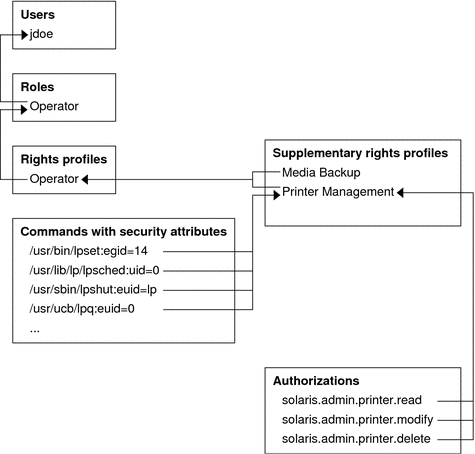 Users
jdoe
Roles
Operator
Rights profiles
Operator
Supplementary rights profiles
Media Backup
Printer Management
Commands with security attributes
/usr/bin/lpset:egid=14
/usr/lib/lp/lpsched:uid=0
/usr/sbin/lpshut:euid=lp
/usr/ucb/lpq:euid=0
...
Authorizations
solaris.admin.printer.read
solaris.admin.printer.modify
solaris.admin.printer.delete